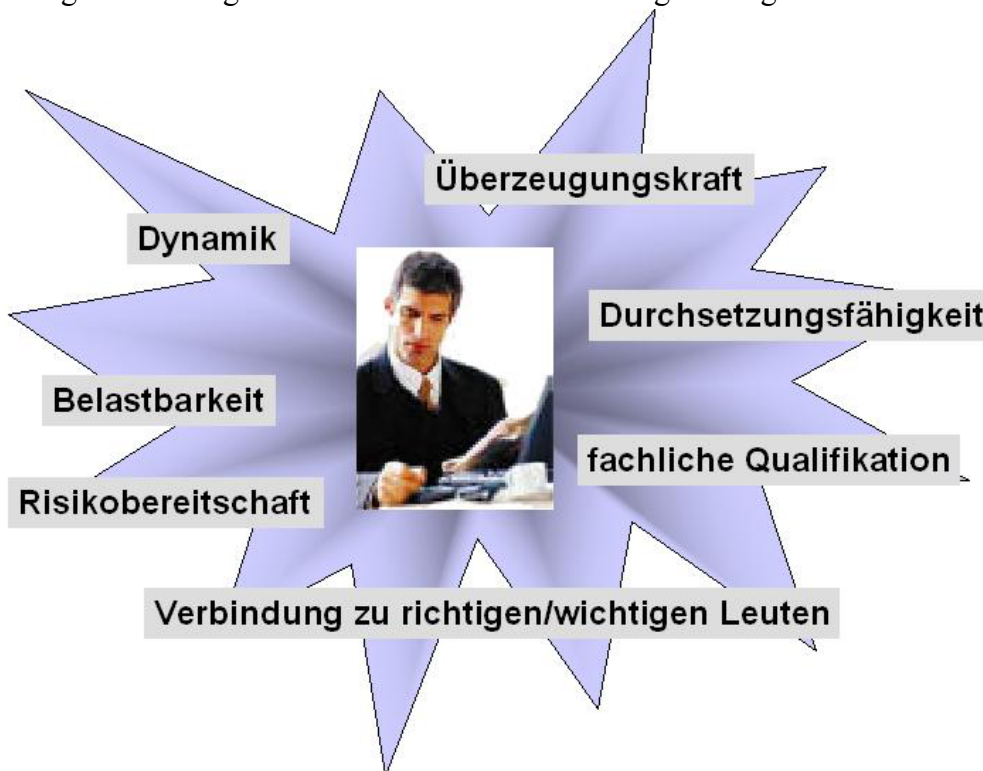 Überzeugungskraft
Dynamik
Durchsetzungsfähigkeit
Belastbarkeit
fachliche Qualifikation
Risikobereitschaft
Verbindung zu richtigen/wichtigen Leuten